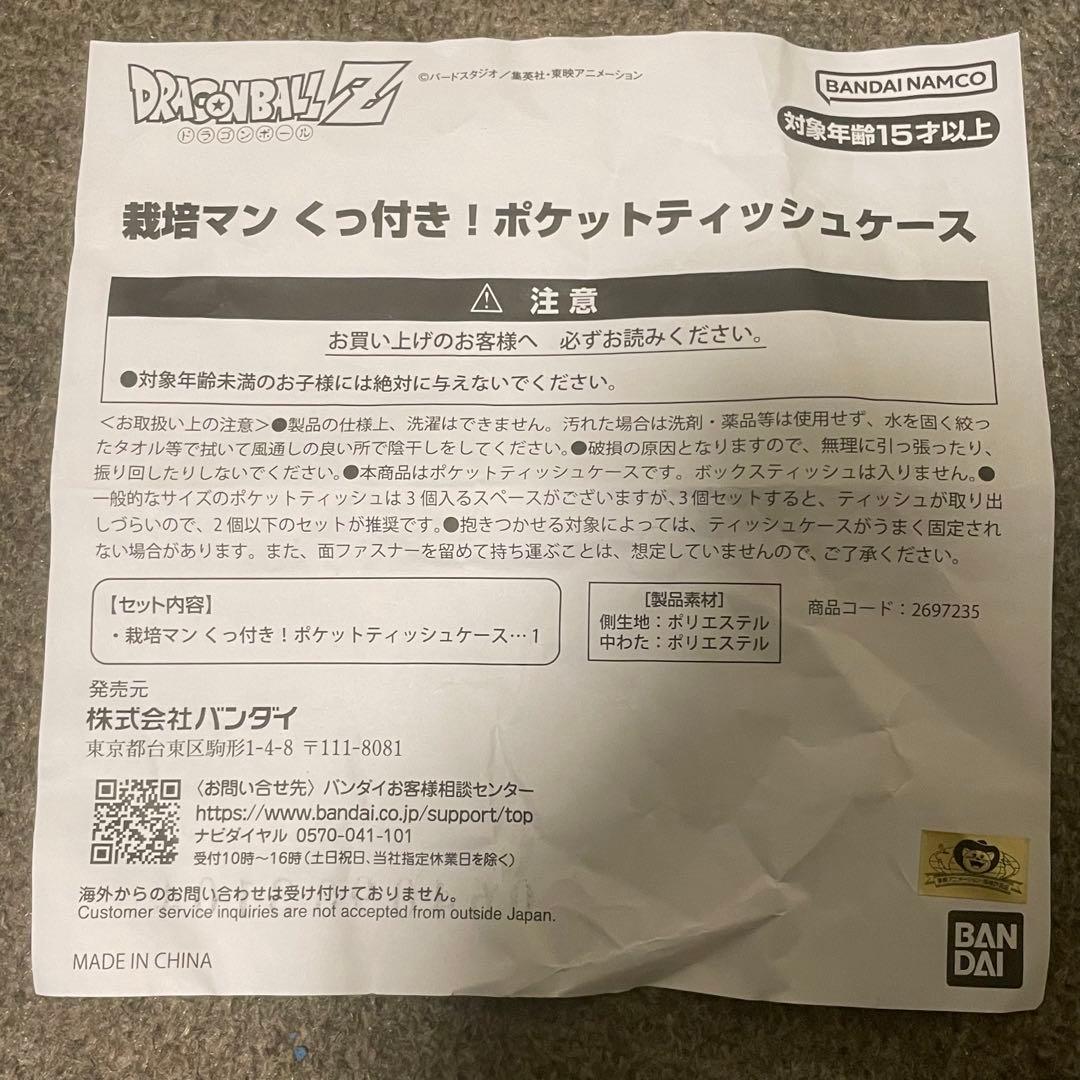 DRAGONBALL Z
ドラゴンボール
©バードスタジオ／集英社・東映アニメーション
BANDAI NAMCO
対象年齢15才以上
栽培マン くっ付き！ポケットティッシュケース
⚠ 注意
お買い上げのお客様へ 必ずお読みください。
●対象年齢未満のお子様には絶対に与えないでください。
＜お取扱い上の注意＞●製品の仕様上、洗濯はできません。汚れた場合は洗剤・薬品等は使用せず、水を固く絞っ
たタオル等で拭いて風通しの良い所で陰干しをしてください。●破損の原因となりますので、無理に引っ張ったり、
振り回したりしないでください。●本商品はポケットティッシュケースです。ボックスティッシュは入りません。●
一般的なサイズのポケットティッシュは３個入るスペースがございますが、３個セットすると、ティッシュが取り出
しづらいので、２個以下のセットが推奨です。●抱きつかせる対象によっては、ティッシュケースがうまく固定され
ない場合があります。また、面ファスナーを留めて持ち運ぶことは、想定していませんので、ご了承ください。
【セット内容】
・栽培マン くっ付き！ポケットティッシュケース…1
［製品素材］
側生地：ポリエステル
中わた：ポリエステル
商品コード：2697235
発売元
株式会社バンダイ
東京都台東区駒形1-4-8 〒111-8081
〈お問い合せ先〉バンダイお客様相談センター
https://www.bandai.co.jp/support/top
ナビダイヤル 0570-041-101
受付10時～16時（土日祝日、当社指定休業日を除く）
海外からのお問い合わせは受け付けておりません。
Customer service inquiries are not accepted from outside Japan.
MADE IN CHINA
BAN
DAI